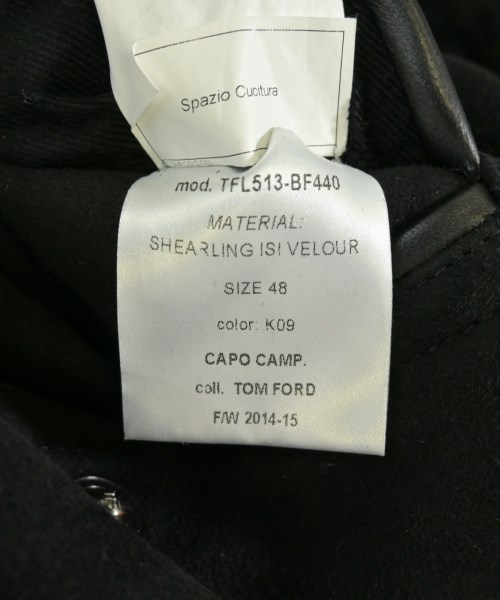 Spazio Cucitura
mod. TFL513-BF440
MATERIAL:
SHEARLING ISI VELOUR
SIZE 48
color: K09
CAPO CAMP.
coll. TOM FORD
F/W 2014-15